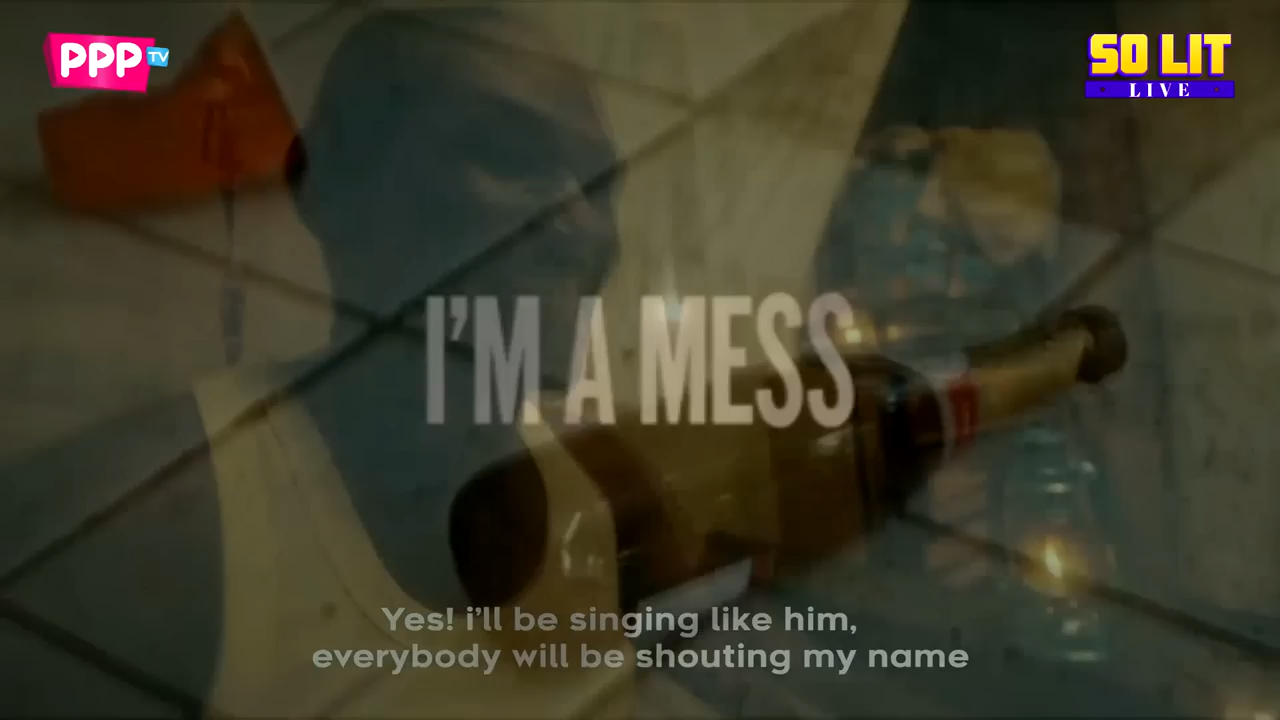 PPP TV
SO LIT
LIVE
I'M A MESS
Yes! i'll be singing like him,
everybody will be shouting my name